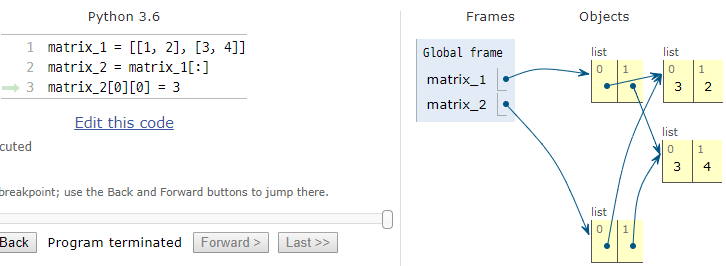 Python 3.6
1 matrix_1 = [[1, 2], [3, 4]]
2 matrix_2 = matrix_1[:]
3 matrix_2[0][0] = 3
Edit this code
cuted
breakpoint; use the Back and Forward buttons to jump there.
Back Program terminated Forward > Last >>
Frames Objects
Global frame
matrix_1
matrix_2
list
0 1
list
0 1
3 2
list
0 1
3 4
list
0 1